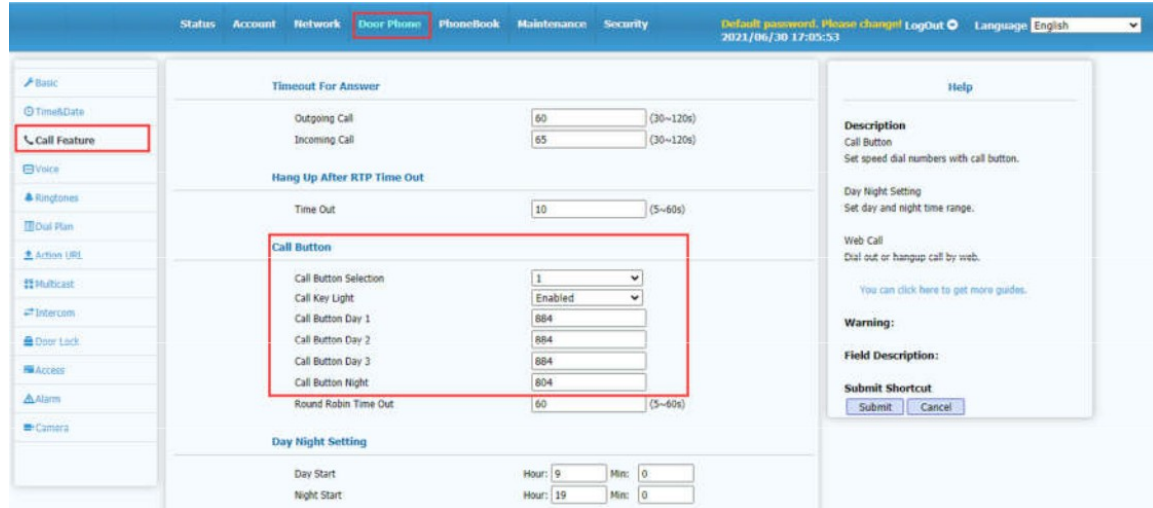 Status Account Network Door Phone PhoneBook Maintenance Security Default password. Please change! LogOut Language English
2021/06/30 17:05:53
Basic
Time&Date
Call Feature
Voice
Ringtones
Dial Plan
Action URL
Multicast
Intercom
Door Lock
Access
Alarm
Camera
Timeout For Answer
Outgoing Call 60 (30~120s)
Incoming Call 65 (30~120s)
Hang Up After RTP Time Out
Time Out 10 (5~60s)
Call Button
Call Button Selection 1
Call Key Light Enabled
Call Button Day 1 884
Call Button Day 2 884
Call Button Day 3 884
Call Button Night 804
Round Robin Time Out 60 (5~60s)
Day Night Setting
Day Start Hour: 9 Min: 0
Night Start Hour: 19 Min: 0
Help
Description
Call Button
Set speed dial numbers with call button.
Day Night Setting
Set day and night time range.
Web Call
Dial out or hangup call by web.
You can click here to get more guides.
Warning:
Field Description:
Submit Shortcut
Submit Cancel